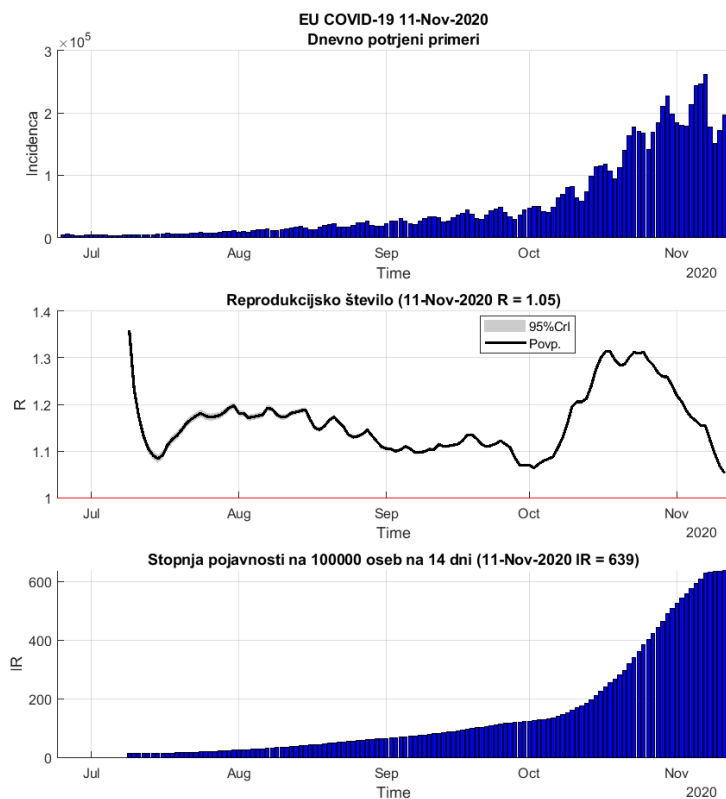 EU COVID-19 11-Nov-2020
Dnevno potrjeni primeri
×10^5
3
2
1
0
Incidenca
Jul Aug Sep Oct Nov
Time
2020
Reprodukcijsko število (11-Nov-2020 R = 1.05)
1.4
1.3
1.2
1.1
1
R
95%CrI
Povp.
Jul Aug Sep Oct Nov
Time
2020
Stopnja pojavnosti na 100000 oseb na 14 dni (11-Nov-2020 IR = 639)
600
400
200
0
IR
Jul Aug Sep Oct Nov
Time
2020